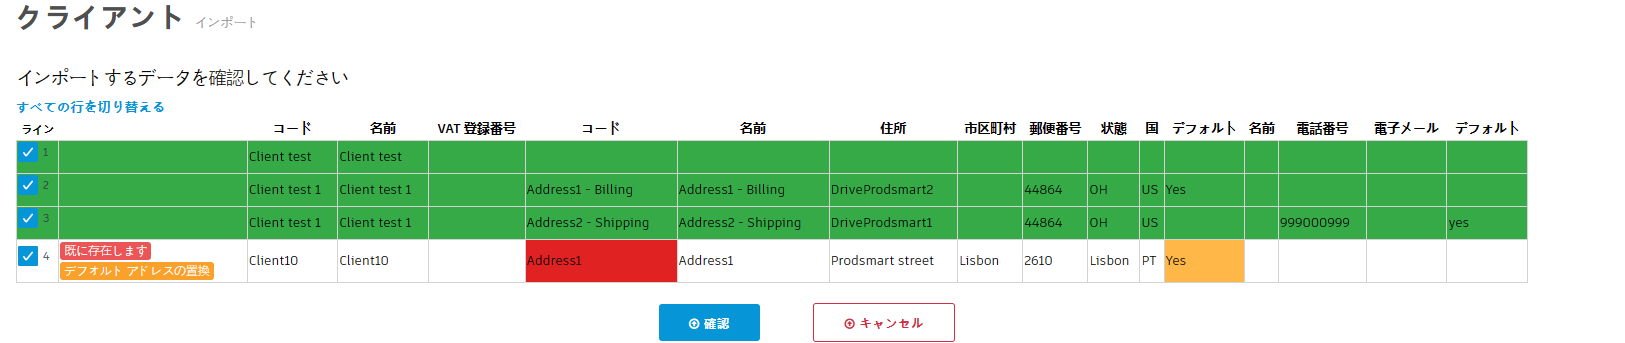 クライアント インポート
インポートするデータを確認してください
すべての行を切り替える
ライン コード 名前 VAT 登録番号 コード 名前 住所 市区町村 郵便番号 状態 国 デフォルト 名前 電話番号 電子メール デフォルト
1 Client test Client test
2 Client test 1 Client test 1 Address1 - Billing Address1 - Billing DriveProdsmart2 44864 OH US Yes
3 Client test 1 Client test 1 Address2 - Shipping Address2 - Shipping DriveProdsmart1 44864 OH US 999000999 yes
既に存在します
4 Client10 Client10 Address1 Address1 Prodsmart street Lisbon 2610 Lisbon PT Yes
デフォルト アドレスの置換
確認 キャンセル